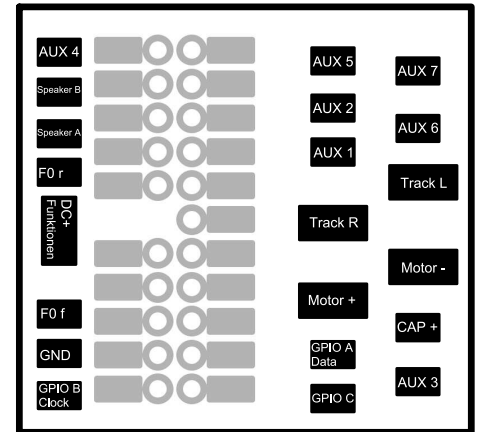 AUX 4
Speaker B
Speaker A
F0 r
DC+
Funktionen
F0 f
GND
GPIO B
Clock
AUX 5
AUX 2
AUX 1
Track R
Motor +
GPIO A
Data
GPIO C
AUX 7
AUX 6
Track L
Motor -
CAP +
AUX 3